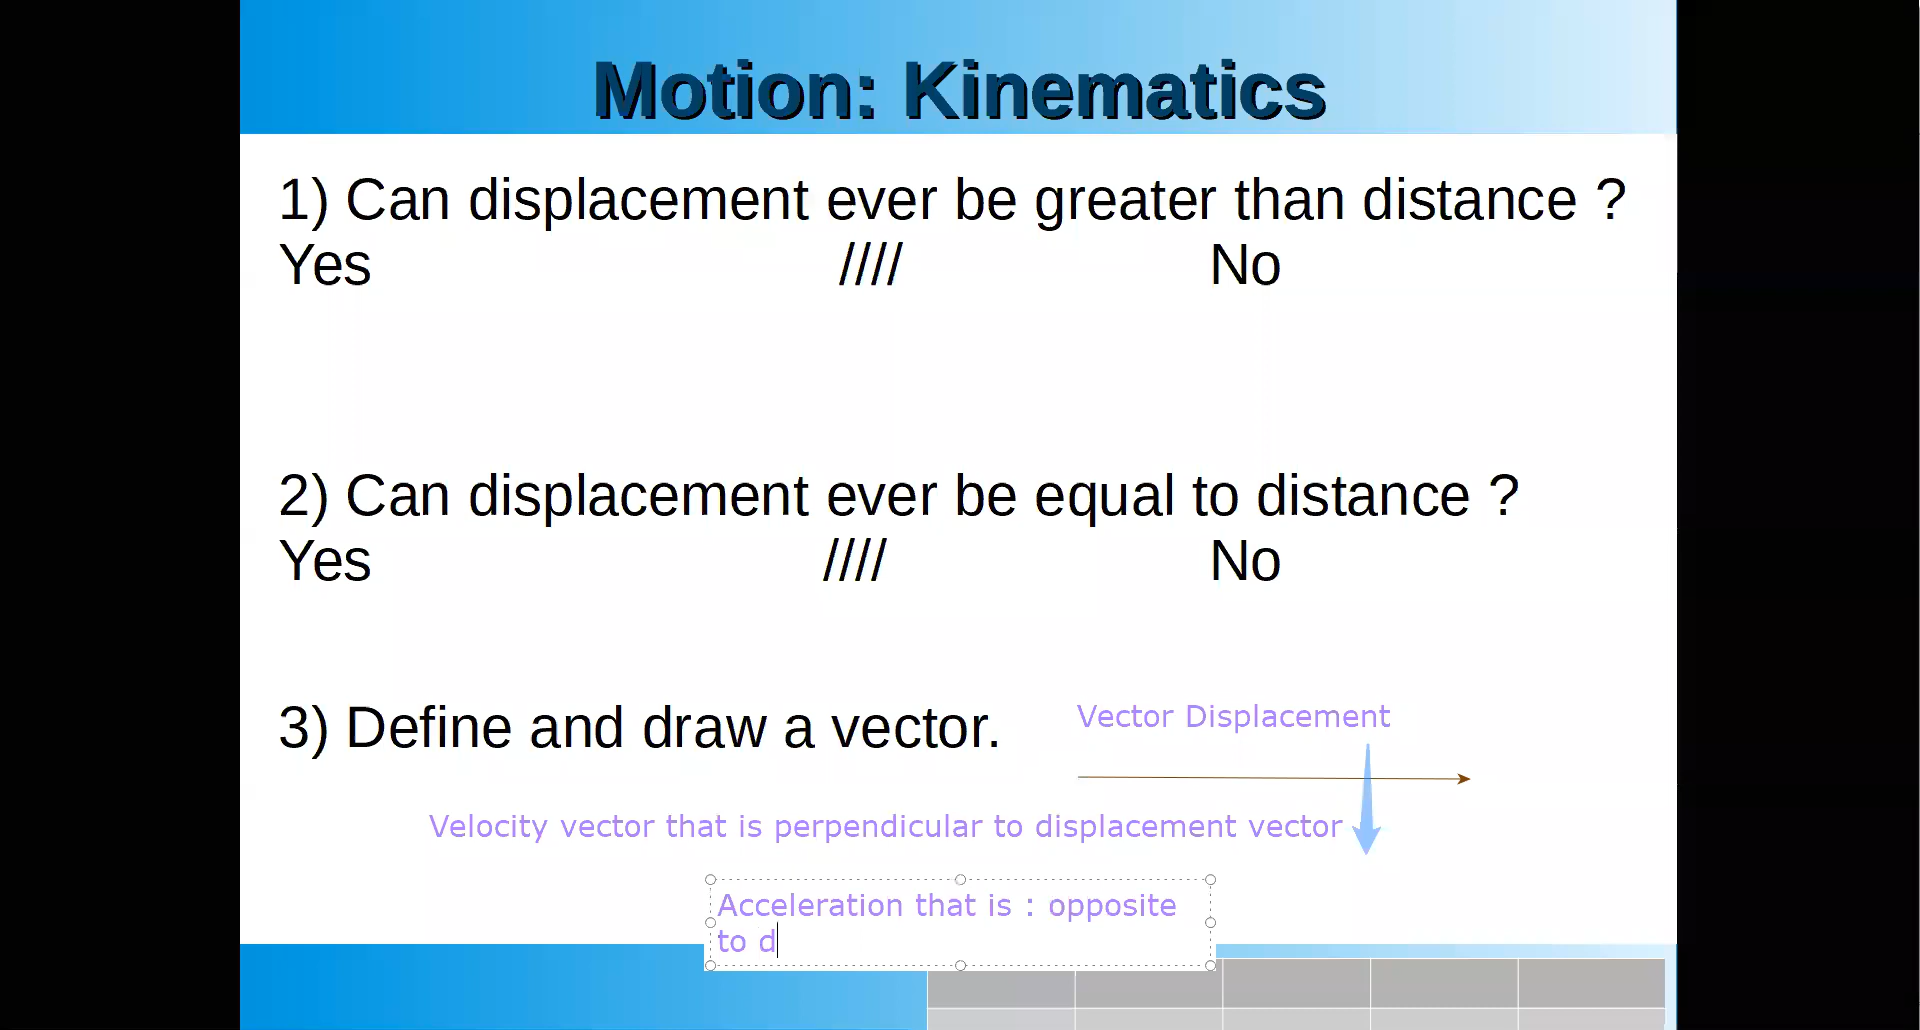 Motion: Kinematics
1) Can displacement ever be greater than distance ?
Yes //// No
2) Can displacement ever be equal to distance ?
Yes //// No
3) Define and draw a vector.
Vector Displacement
Velocity vector that is perpendicular to displacement vector
Acceleration that is : opposite
to d